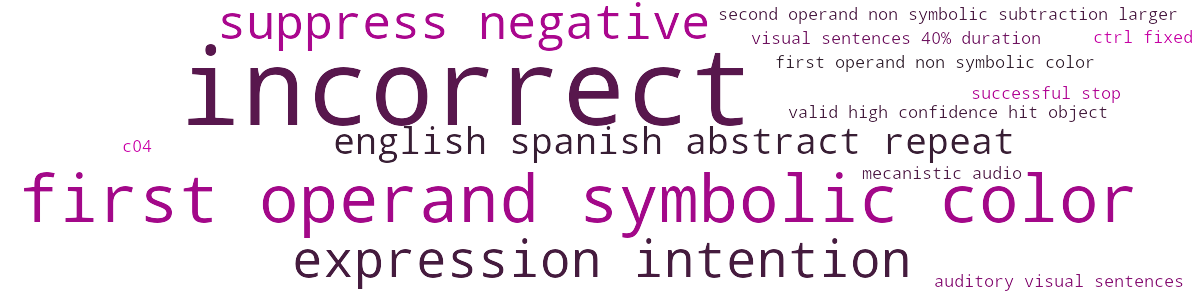 suppress negative
second operand non symbolic subtraction larger
visual sentences 40% duration
ctrl fixed
first operand non symbolic color
incorrect
successful stop
valid high confidence hit object
english spanish abstract repeat
c04
mecanistic audio
first operand symbolic color
expression intention
auditory visual sentences